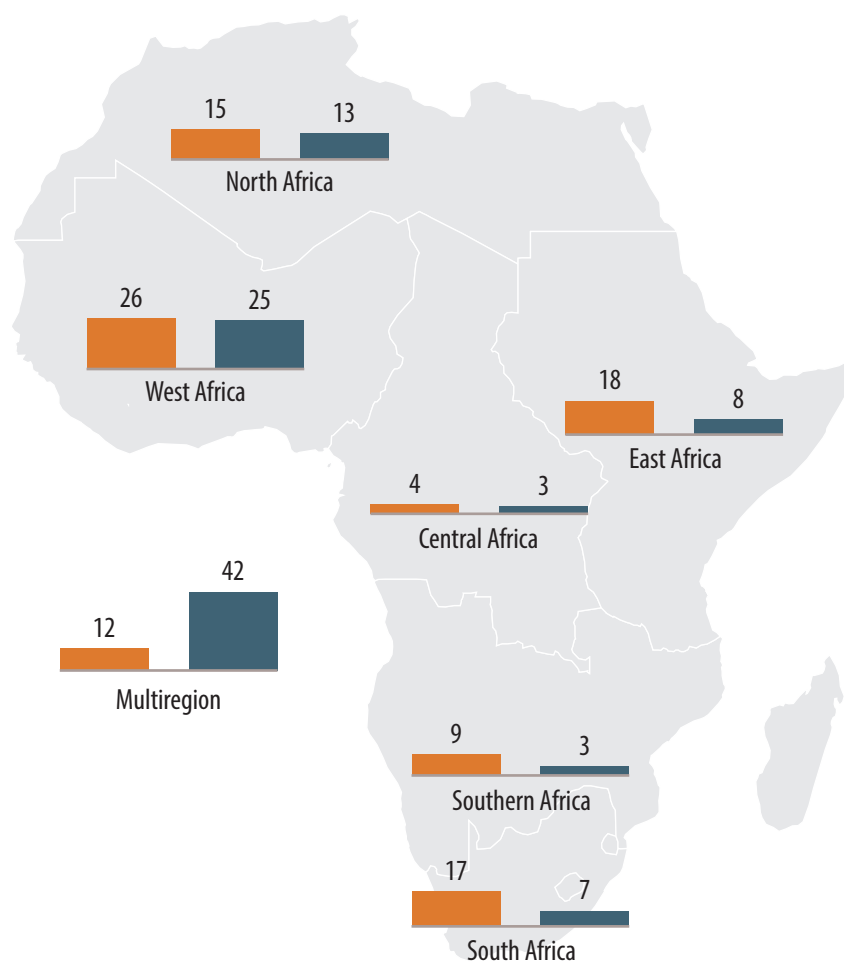 15 13
North Africa
26 25
West Africa
18 8
East Africa
4 3
Central Africa
42
12
Multiregion
9 3
Southern Africa
17 7
South Africa